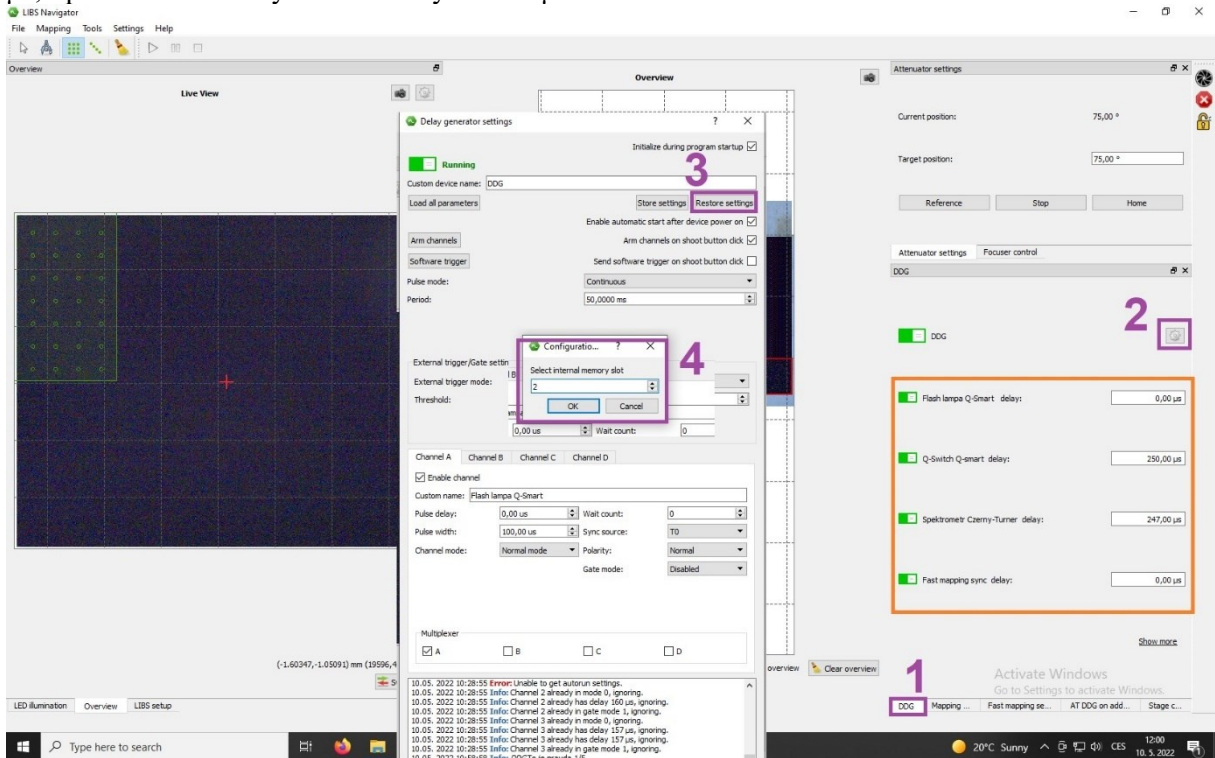 LIBS Navigator
File Mapping Tools Settings Help
Overview
Live View
Overview
Delay generator settings ? ×
Initialize during program startup
Running
3
Custom device name: DDG
Load all parameters Store settings Restore settings
Enable automatic start after device power on
Arm channels Arm channels on shoot button click
Software trigger Send software trigger on shoot button click
Pulse mode: Continuous
Period: 50,0000 ms
External trigger/Gate settin
External trigger mode:
Threshold:
Configuratio... ? ×
4
Select internal memory slot
2
OK Cancel
0,00 us Wait count: 0
Channel A Channel B Channel C Channel D
Enable channel
Custom name: Flash lampa Q-Smart
Pulse delay: 0,00 us Wait count: 0
Pulse width: 100,00 us Sync source: T0
Channel mode: Normal mode Polarity: Normal
Gate mode: Disabled
Multiplexer
A B C D
10.05. 2022 10:28:55 Error: Unable to get autorun settings.
10.05. 2022 10:28:55 Info: Channel 2 already in mode 0, ignoring.
10.05. 2022 10:28:55 Info: Channel 2 already has delay 160 µs, ignoring.
10.05. 2022 10:28:55 Info: Channel 2 already in gate mode 1, ignoring.
10.05. 2022 10:28:55 Info: Channel 3 already in mode 0, ignoring.
10.05. 2022 10:28:55 Info: Channel 3 already has delay 157 µs, ignoring.
10.05. 2022 10:28:55 Info: Channel 3 already has delay 157 µs, ignoring.
10.05. 2022 10:28:55 Info: Channel 3 already in gate mode 1, ignoring.
(-1.60347,-1.05091) mm (19596,4
overview Clear overview
LED illumination Overview LIBS setup
Attenuator settings
Current position: 75,00 °
Target position: 75,00 °
Reference Stop Home
Attenuator settings Focuser control
DDG
2
DDG
Flash lampa Q-Smart delay: 0,00 µs
Q-Switch Q-smart delay: 250,00 µs
Spektrometr Czerny-Turner delay: 247,00 µs
Fast mapping sync delay: 0,00 µs
Show more
1
Activate Windows
Go to Settings to activate Windows.
DDG Mapping ... Fast mapping se... AT DDG on add... Stage c...
Type here to search
20°C Sunny CES 12:00
10. 5. 2022